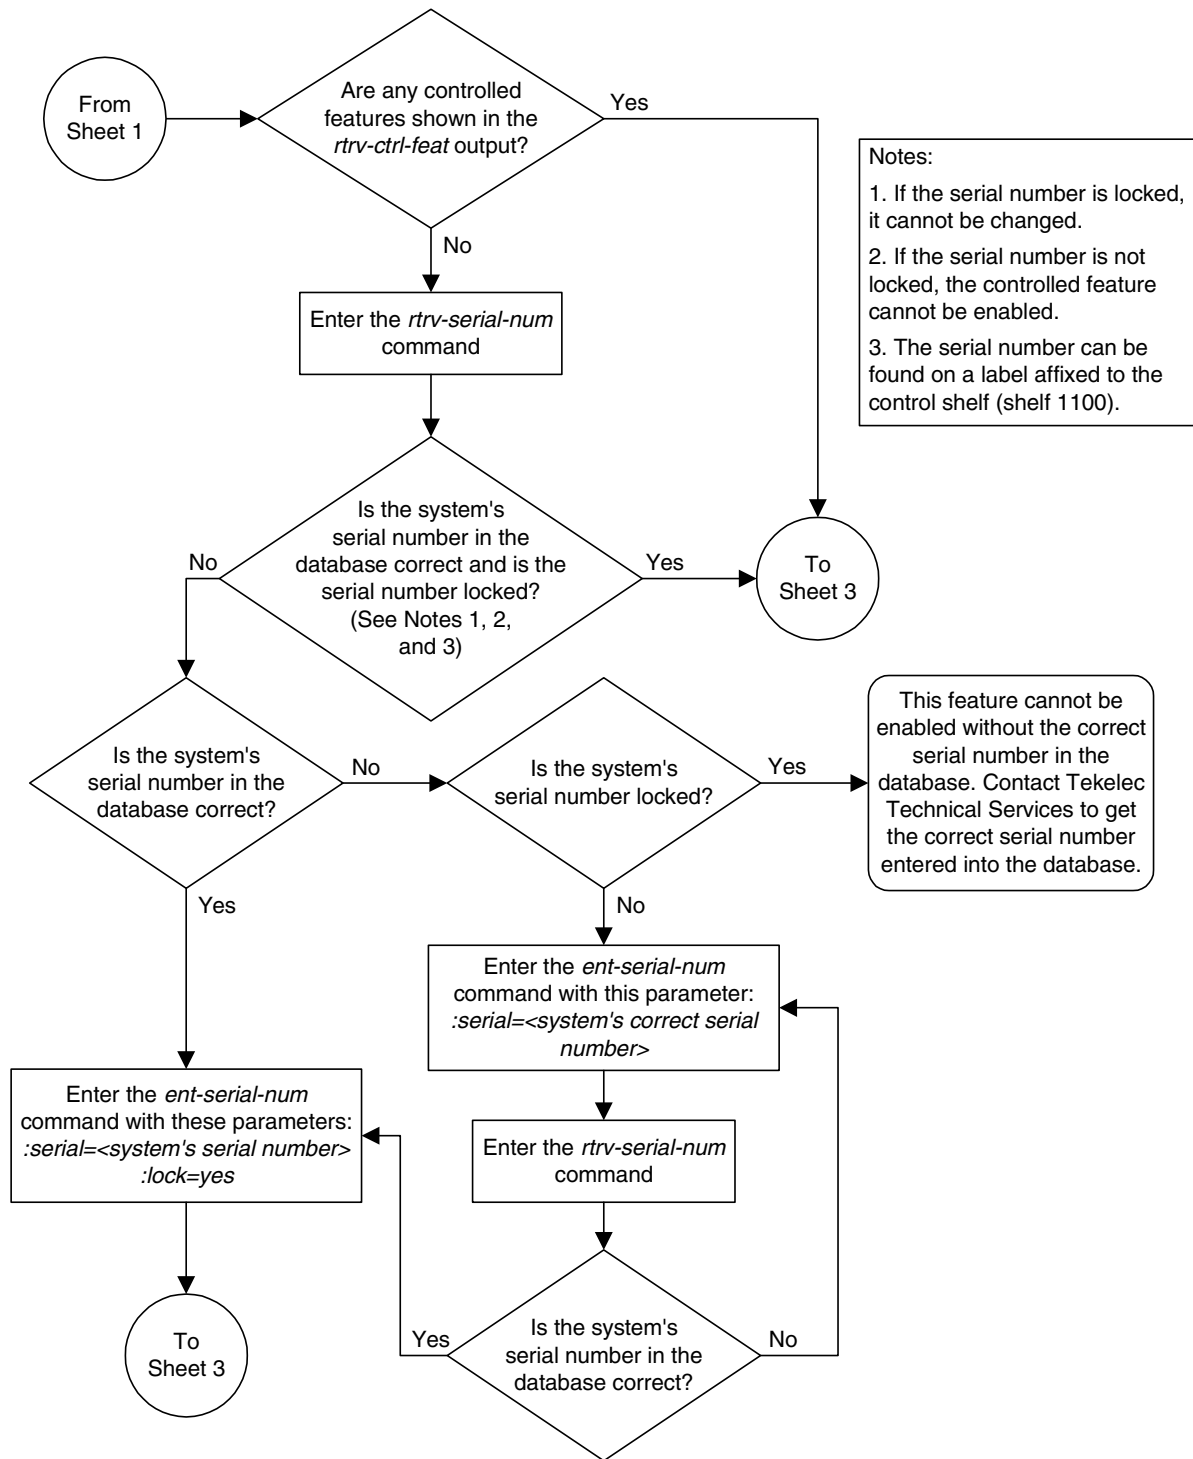 From
Sheet 1
Are any controlled
features shown in the
rtrv-ctrl-feat output?
Yes
No
Notes:
1. If the serial number is locked,
it cannot be changed.
2. If the serial number is not
locked, the controlled feature
cannot be enabled.
3. The serial number can be
found on a label affixed to the
control shelf (shelf 1100).
Enter the rtrv-serial-num
command
Is the system's
serial number in the
database correct and is the
serial number locked?
(See Notes 1, 2,
and 3)
No
Yes
To
Sheet 3
Is the system's
serial number in the
database correct?
No
Yes
Is the system's
serial number locked?
Yes
No
This feature cannot be
enabled without the correct
serial number in the
database. Contact Tekelec
Technical Services to get
the correct serial number
entered into the database.
Enter the ent-serial-num
command with this parameter:
:serial=<system's correct serial
number>
Enter the ent-serial-num
command with these parameters:
:serial=<system's serial number>
:lock=yes
Enter the rtrv-serial-num
command
Is the system's
serial number in the
database correct?
Yes
No
To
Sheet 3